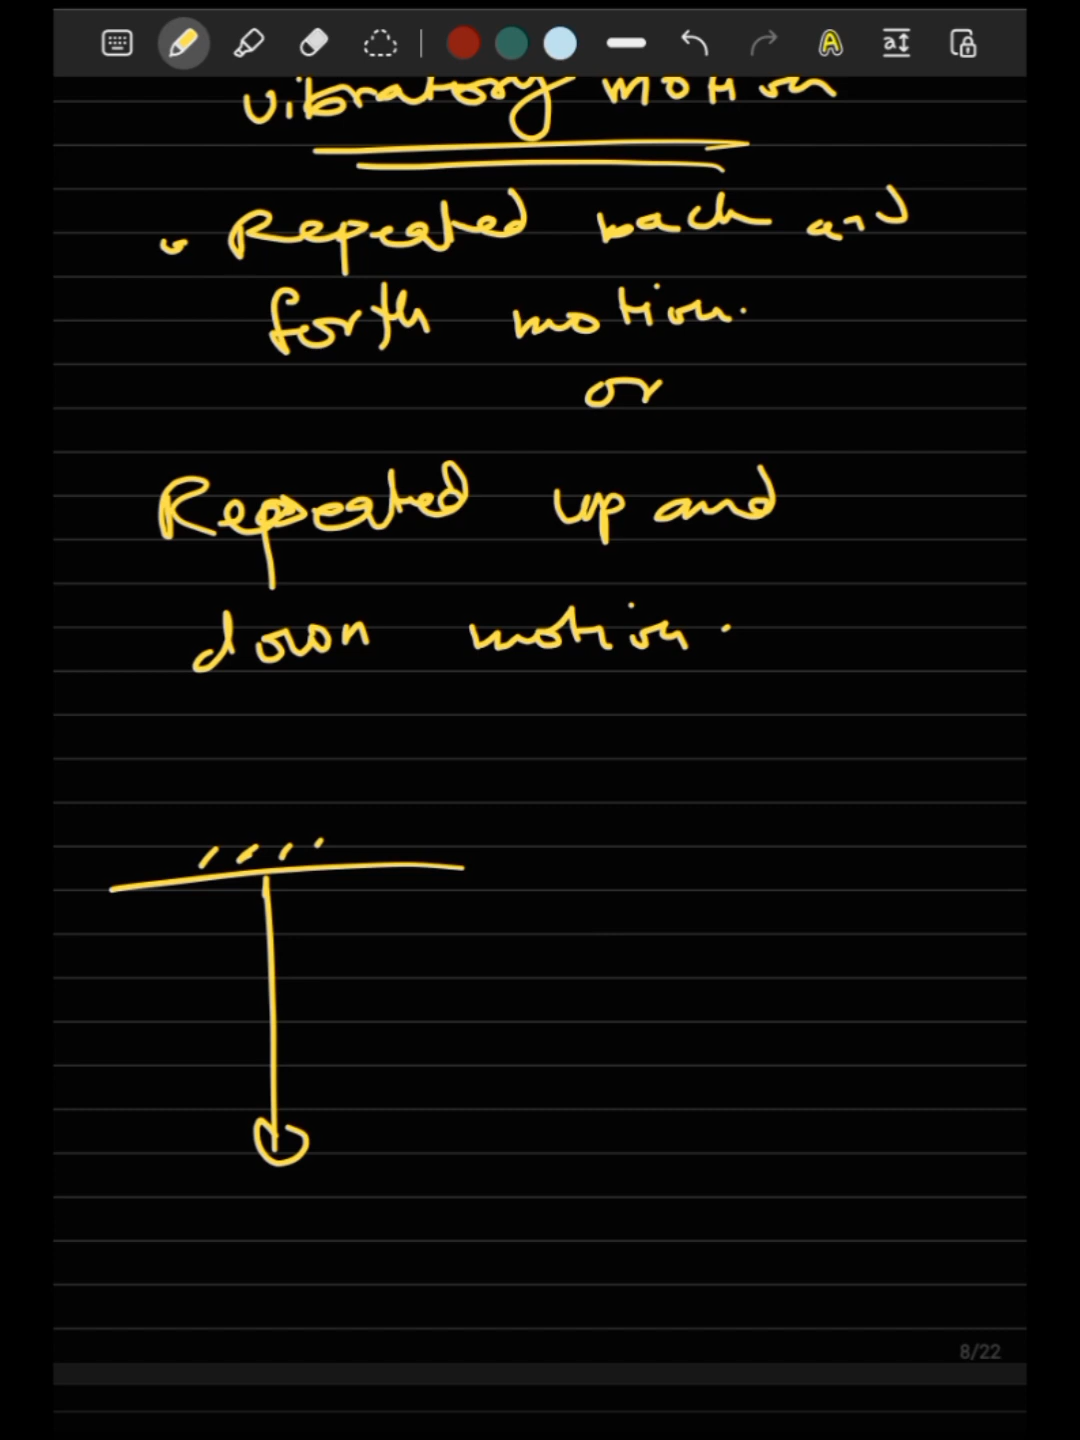 vibratory motion
Repeated back and
forth motion.
or
Repeated up and
down motion.
8/22